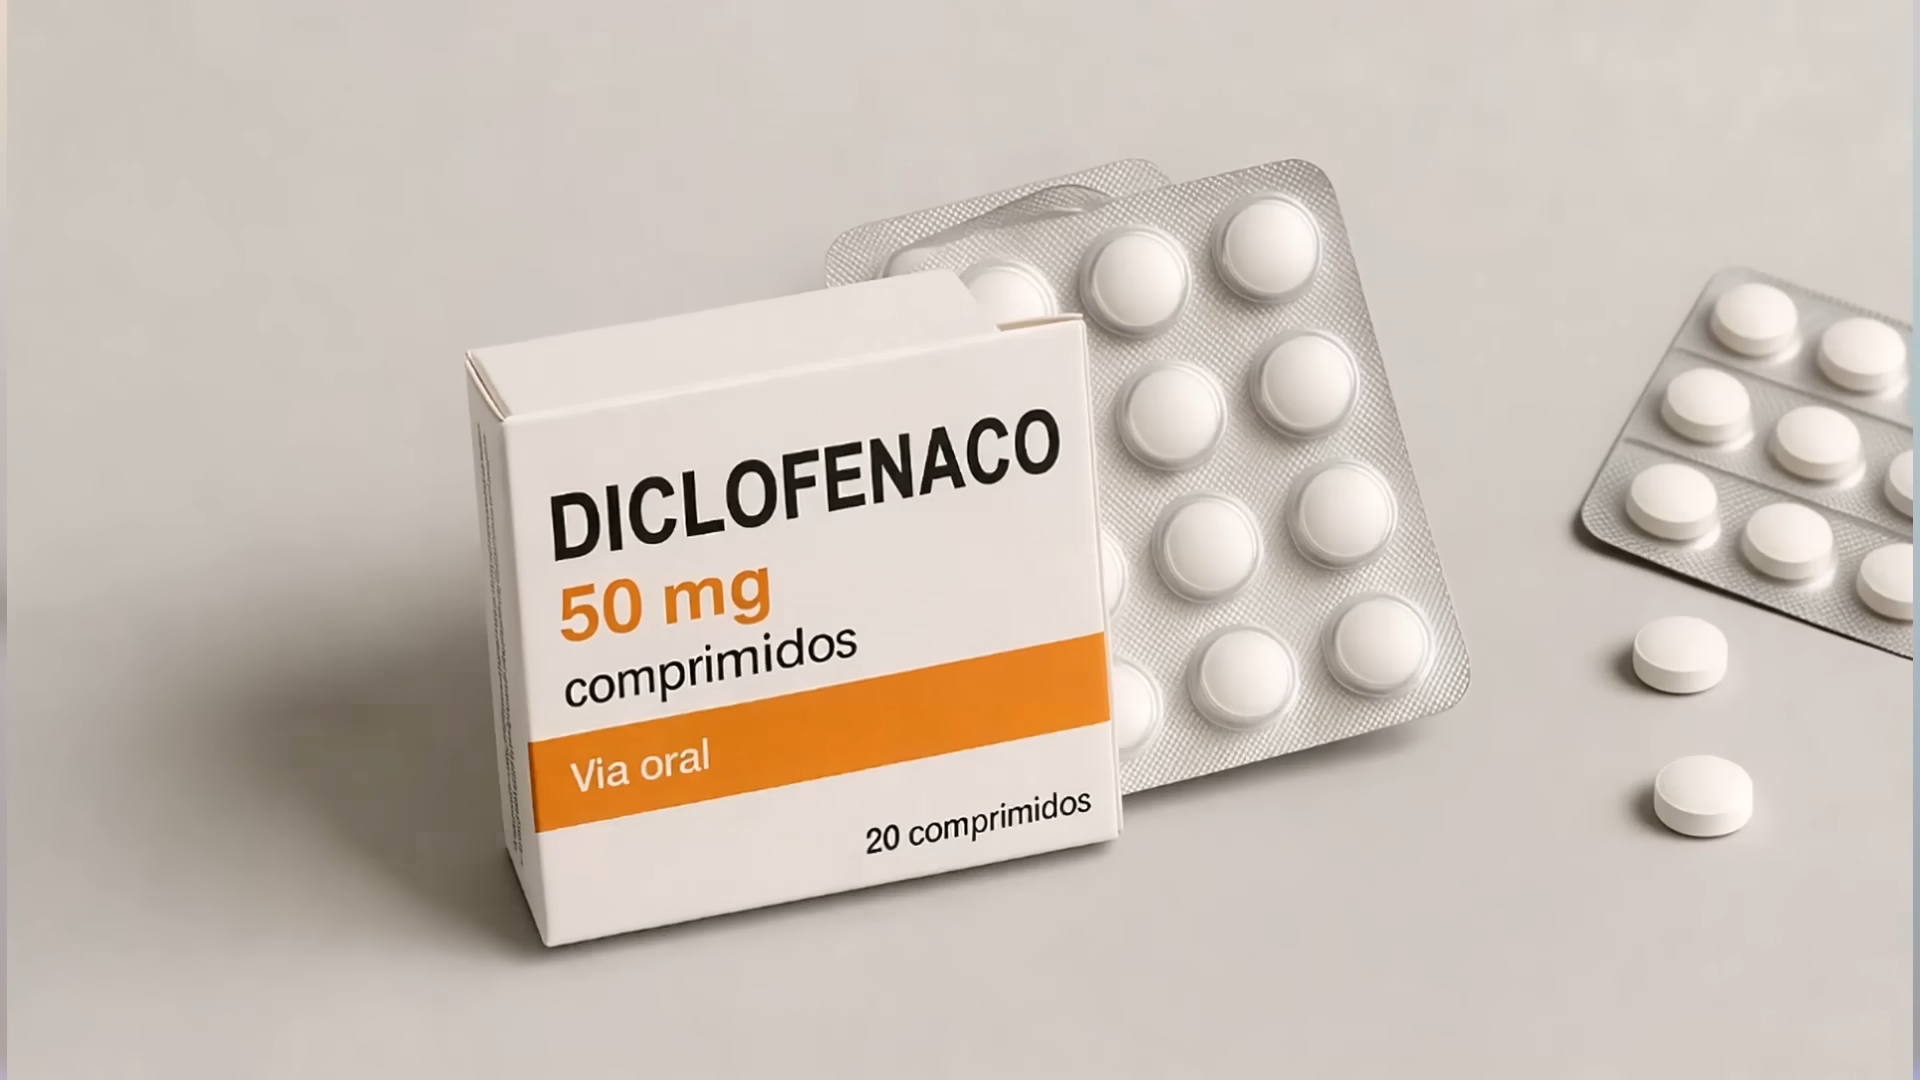 DICLOFENACO
50 mg
comprimidos
Via oral
20 comprimidos